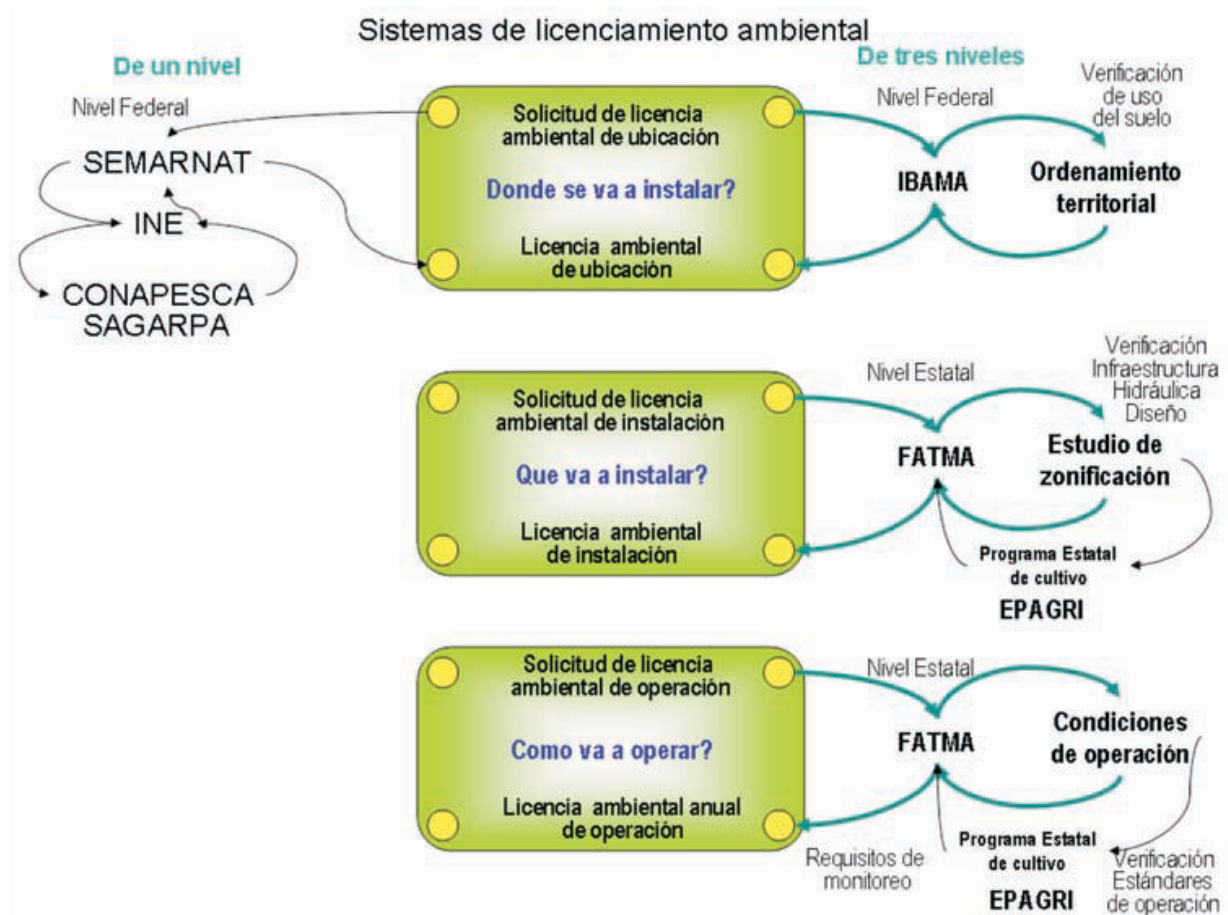 Sistemas de licenciamiento ambiental
De un nivel
Nivel Federal
SEMARNAT
INE
CONAPESCA
SAGARPA
Solicitud de licencia
ambiental de ubicación
Donde se va a instalar?
Licencia ambiental
de ubicación
De tres niveles
Nivel Federal
Verificación
de uso
del suelo
IBAMA
Ordenamiento
territorial
Solicitud de licencia
ambiental de instalación
Que va a instalar?
Licencia ambiental
de instalación
Nivel Estatal
Verificación
Infraestructura
Hidráulica
Diseño
FATMA
Estudio de
zonificación
Programa Estatal
de cultivo
EPAGRI
Solicitud de licencia
ambiental de operación
Como va a operar?
Licencia ambiental anual
de operación
Nivel Estatal
FATMA
Condiciones
de operación
Requisitos de
monitoreo
Programa Estatal
de cultivo
EPAGRI
Verificación
Estándares
de operación